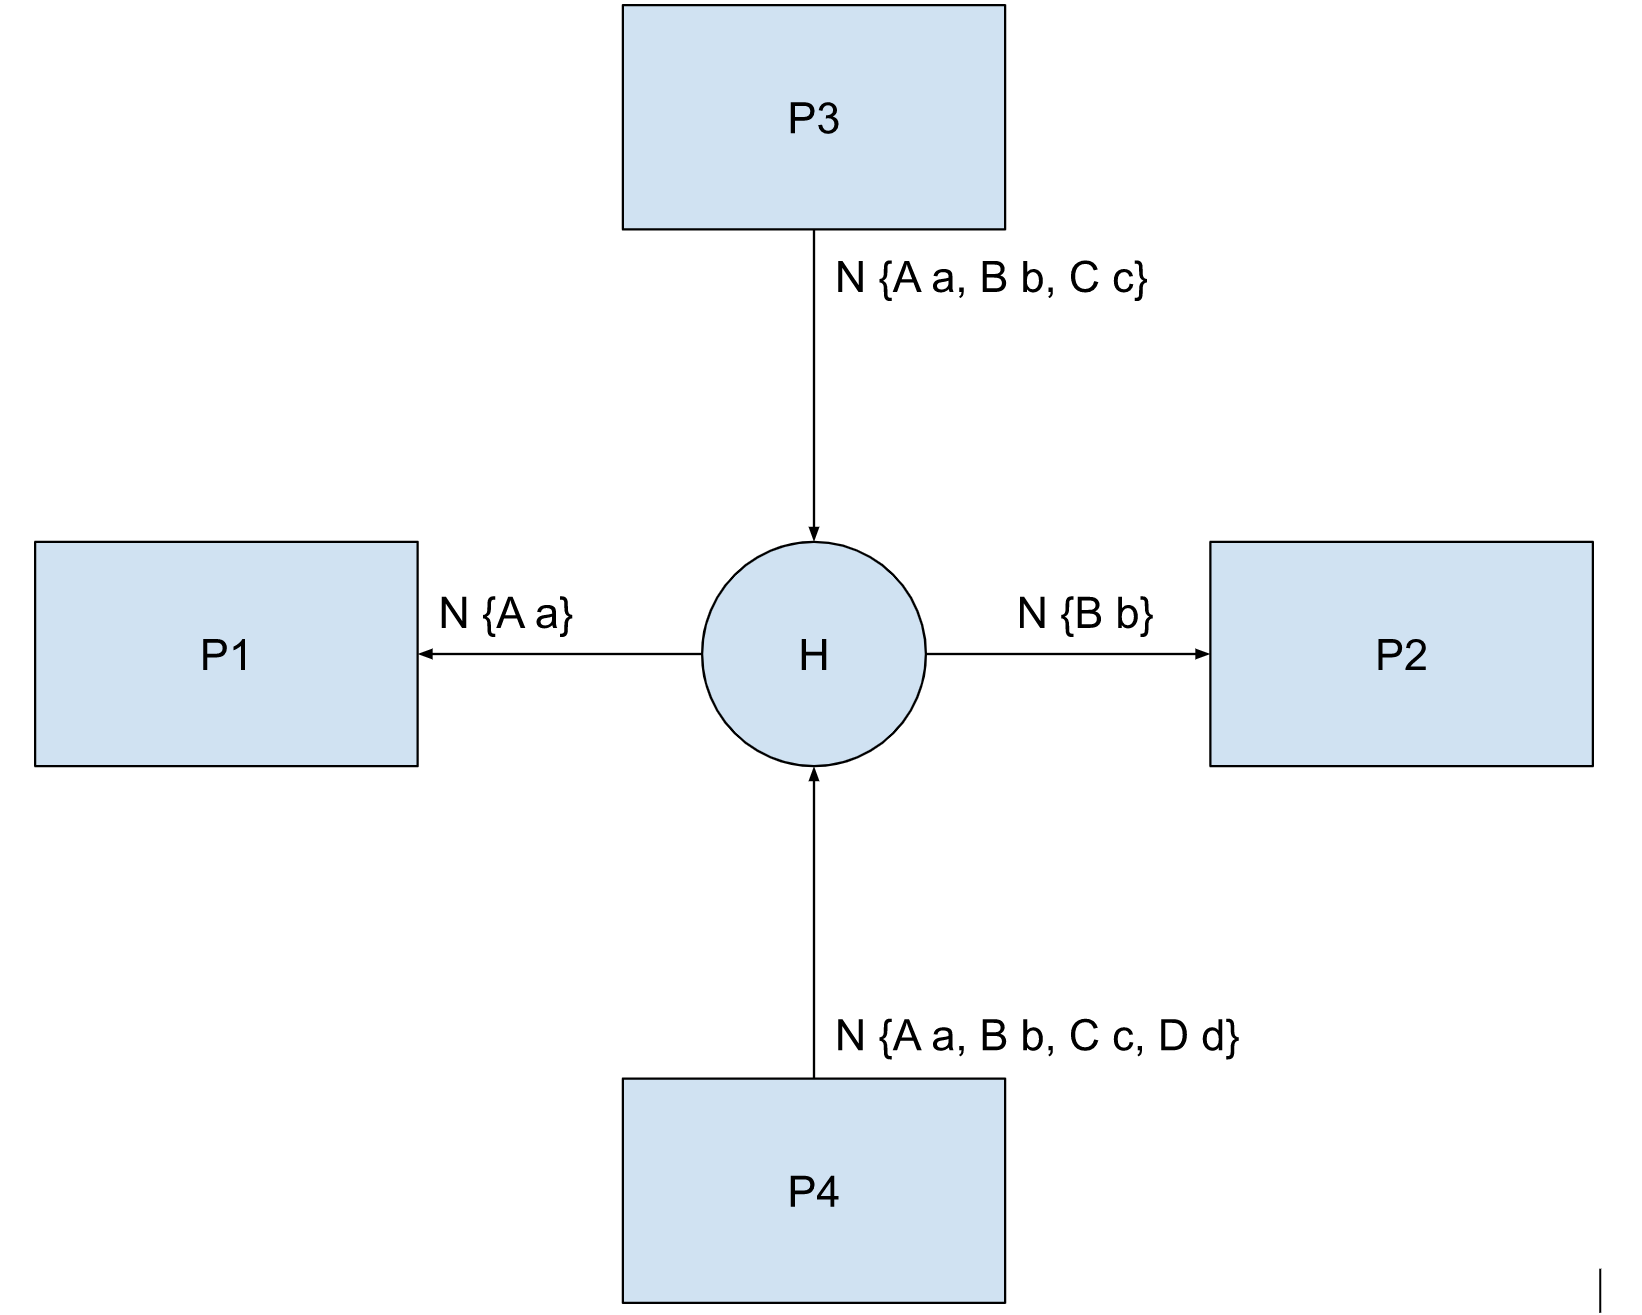 P3
N {A a, B b, C c}
N {A a}
N {B b}
P1
H
P2
N {A a, B b, C c, D d}
P4